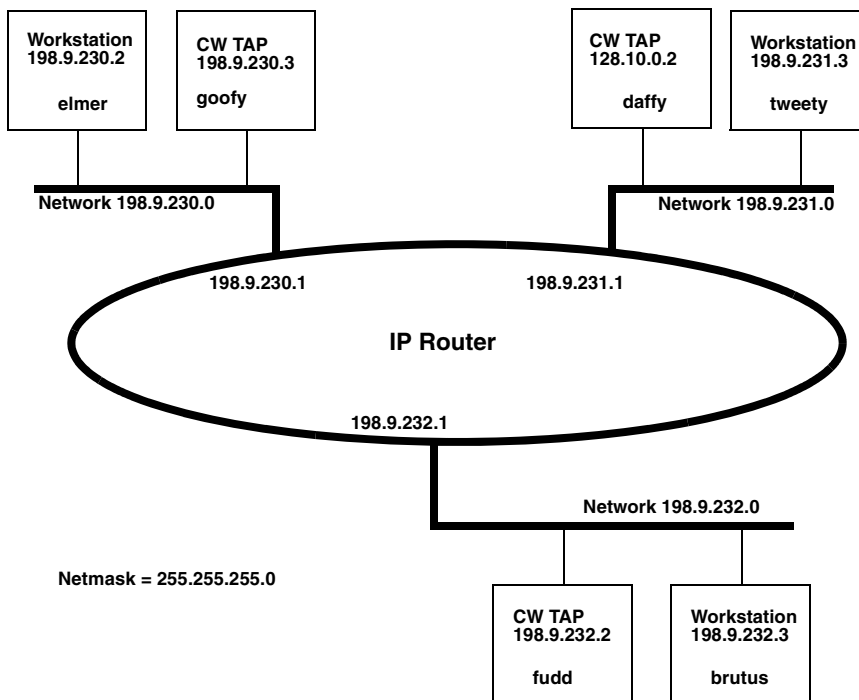 Workstation
198.9.230.2
elmer
CW TAP
198.9.230.3
goofy
CW TAP
128.10.0.2
daffy
Workstation
198.9.231.3
tweety
Network 198.9.230.0
Network 198.9.231.0
198.9.230.1
198.9.231.1
IP Router
198.9.232.1
Network 198.9.232.0
Netmask = 255.255.255.0
CW TAP
198.9.232.2
fudd
Workstation
198.9.232.3
brutus